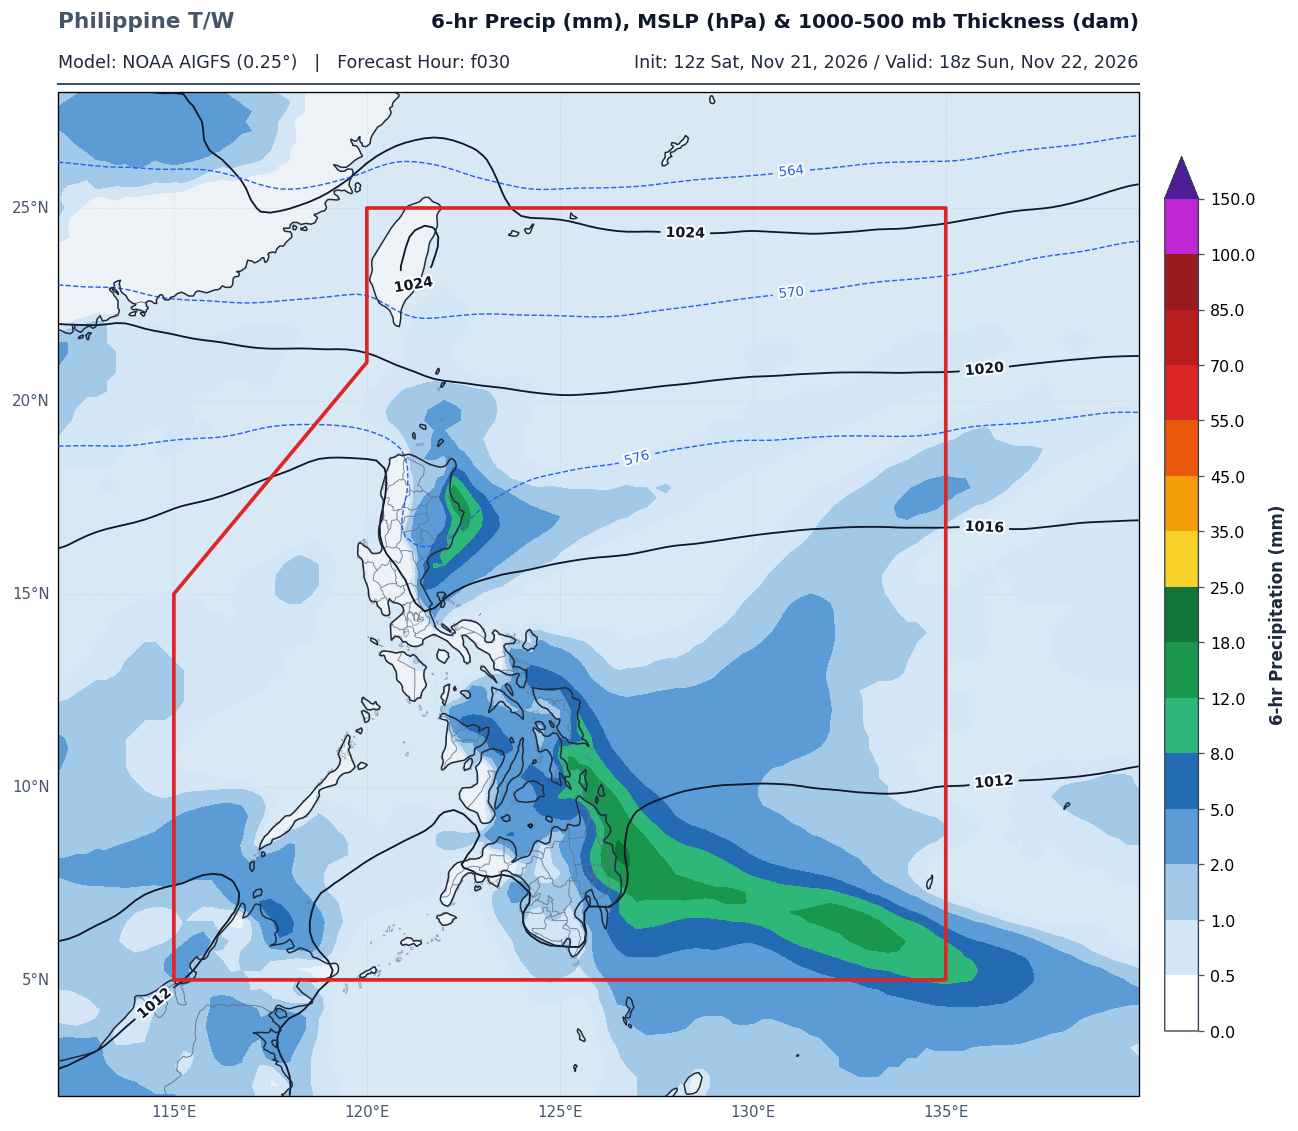 Philippine T/W
6-hr Precip (mm), MSLP (hPa) & 1000-500 mb Thickness (dam)
Model: NOAA AIGFS (0.25°) | Forecast Hour: f030
Init: 12z Sat, Nov 21, 2026 / Valid: 18z Sun, Nov 22, 2026
564
1024
1024
570
1020
576
1016
1012
1012
25°N
20°N
15°N
10°N
5°N
115°E
120°E
125°E
130°E
135°E
150.0
100.0
85.0
70.0
55.0
45.0
35.0
25.0
18.0
12.0
8.0
5.0
2.0
1.0
0.5
0.0
6-hr Precipitation (mm)